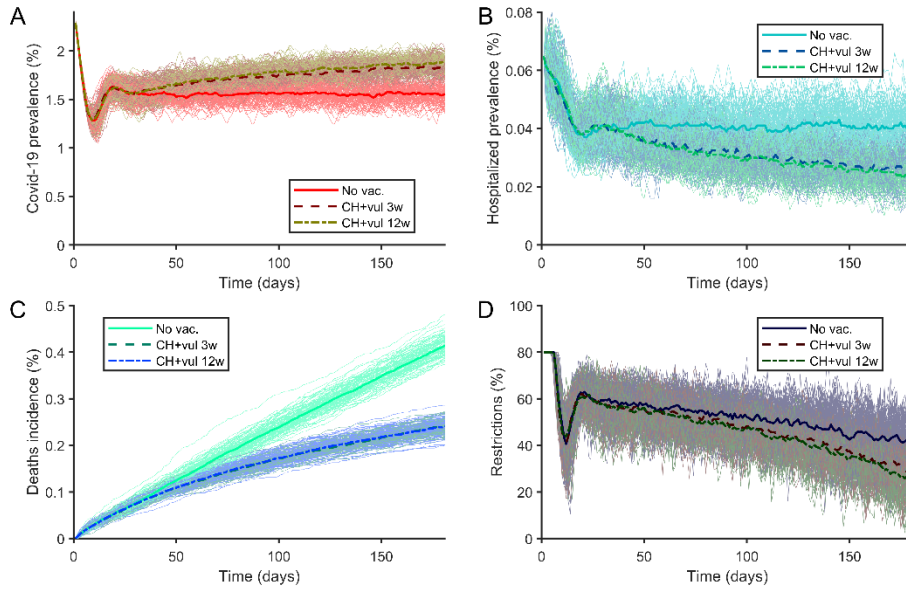 A
Covid-19 prevalence (%)
2
1.5
1
0.5
0
0
50
100
150
Time (days)
No vac.
CH+vul 3w
CH+vul 12w
B
Hospitalized prevalence (%)
0.08
0.06
0.04
0.02
0
0
50
100
150
Time (days)
No vac.
CH+vul 3w
CH+vul 12w
C
Deaths incidence (%)
0.5
0.4
0.3
0.2
0.1
0
0
50
100
150
Time (days)
No vac.
CH+vul 3w
CH+vul 12w
D
Restrictions (%)
100
80
60
40
20
0
0
50
100
150
Time (days)
No vac.
CH+vul 3w
CH+vul 12w